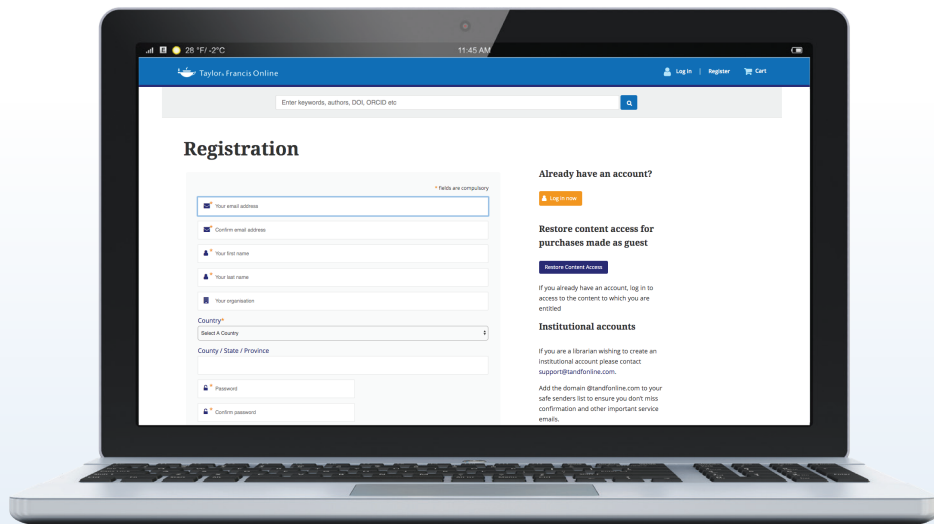 28 °F/ -2°C
11:45 AM
Taylor & Francis Online
Log in | Register
Cart
Enter keywords, authors, DOI, ORCID etc
Registration
* Fields are compulsory
* Your email address
* Confirm email address
* Your first name
* Your last name
Your organisation
Country*
Select A Country
County / State / Province
* Password
* Confirm password
Already have an account?
Log in now
Restore content access for
purchases made as guest
Restore Content Access
If you already have an account, log in to
access to the content to which you are
entitled
Institutional accounts
If you are a librarian wishing to create an
institutional account please contact
support@tandfonline.com.
Add the domain @tandfonline.com to your
safe senders list to ensure you don't miss
confirmation and other important service
emails.